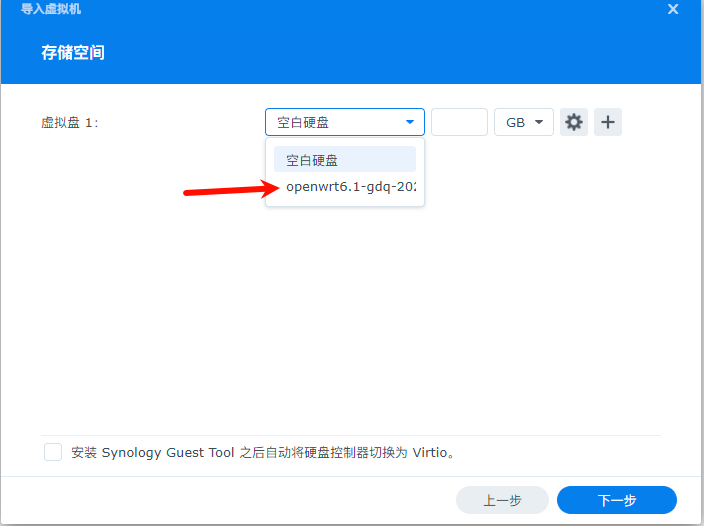 导入虚拟机
存储空间
虚拟盘 1：
空白硬盘
GB
空白硬盘
openwrt6.1-gdq-202
安装 Synology Guest Tool 之后自动将硬盘控制器切换为 Virtio。
上一步
下一步